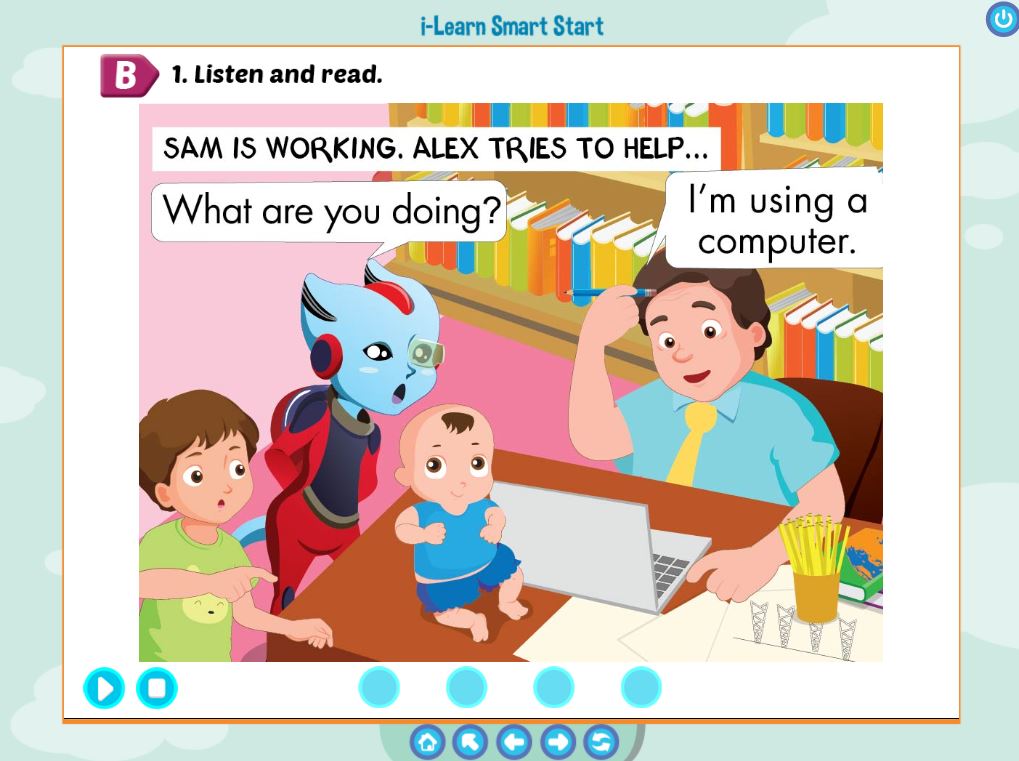 i-Learn Smart Start
B
1. Listen and read.
SAM IS WORKING. ALEX TRIES TO HELP...
What are you doing?
I'm using a
computer.